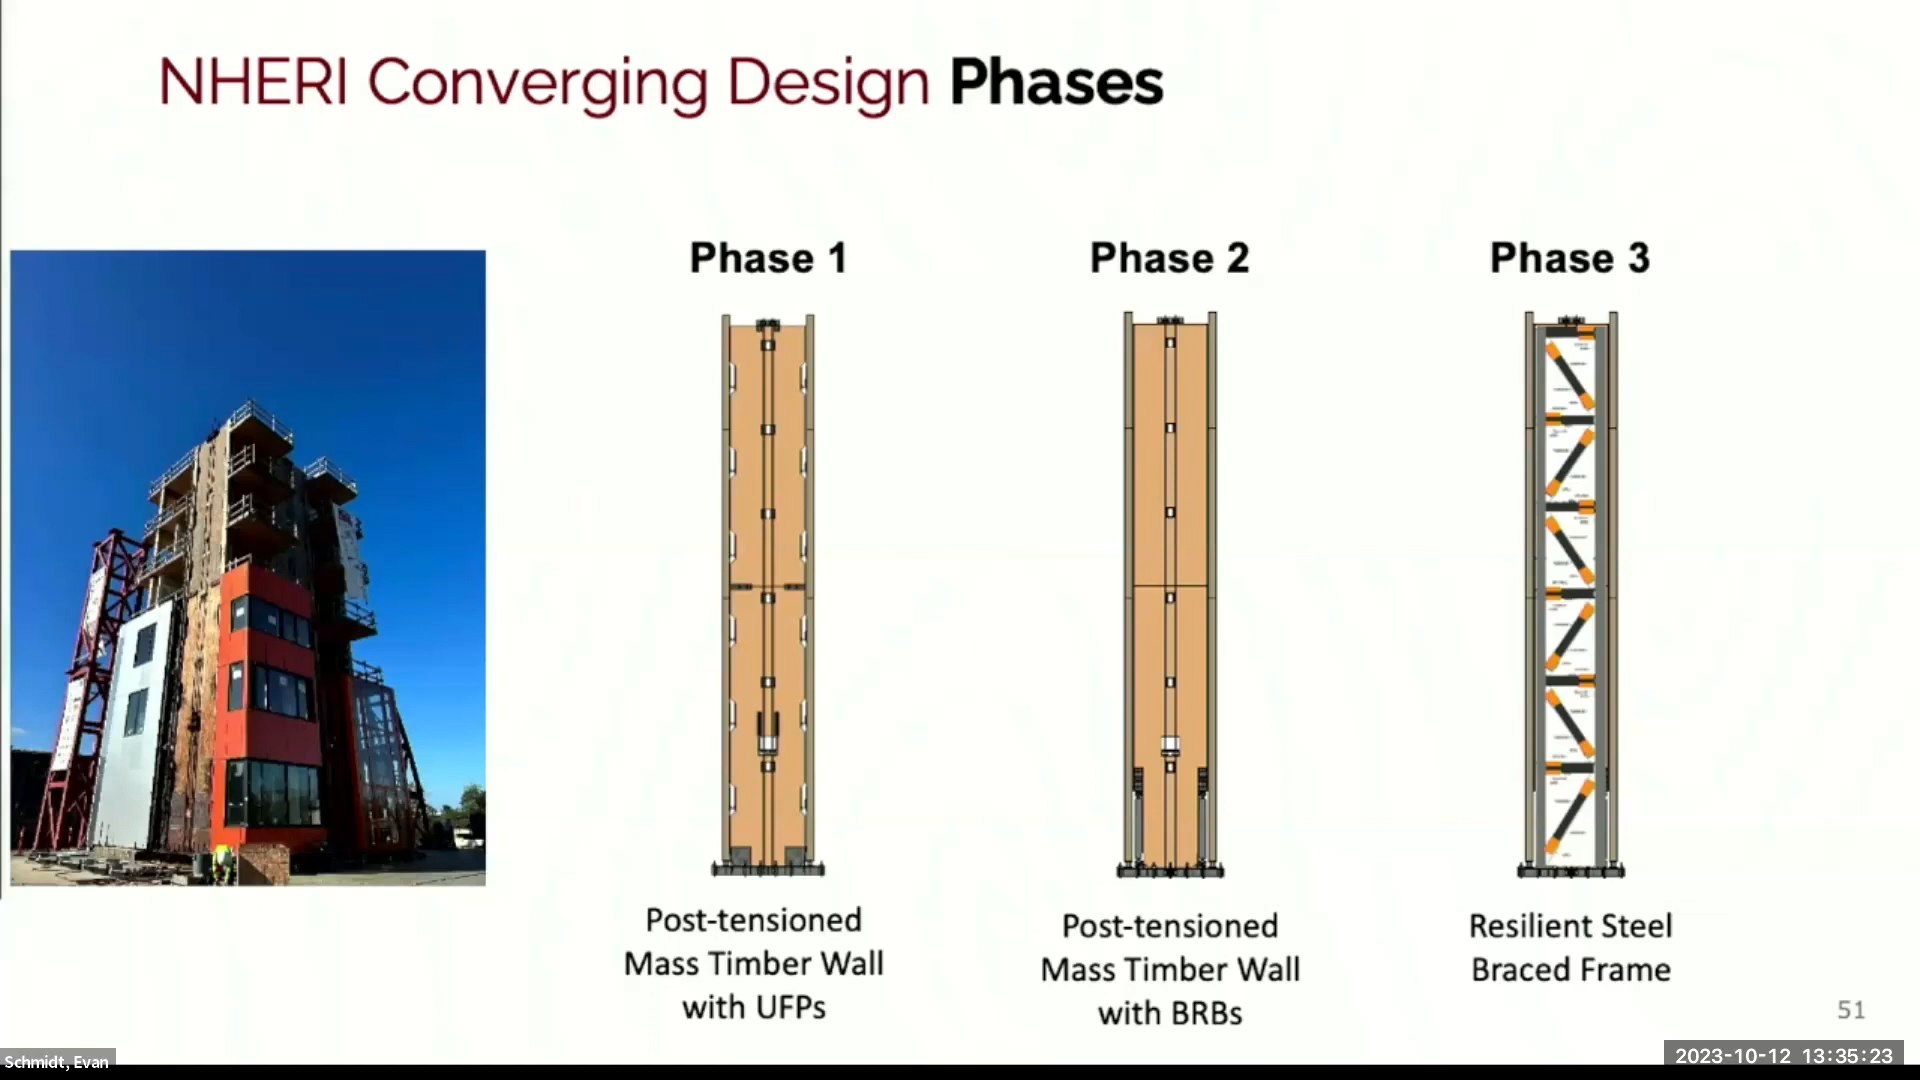 NHERI Converging Design Phases
Phase 1
Phase 2
Phase 3
Post-tensioned
Mass Timber Wall
with UFPs
Post-tensioned
Mass Timber Wall
with BRBs
Resilient Steel
Braced Frame
51
Schmidt, Evan
2023-10-12 13:35:23